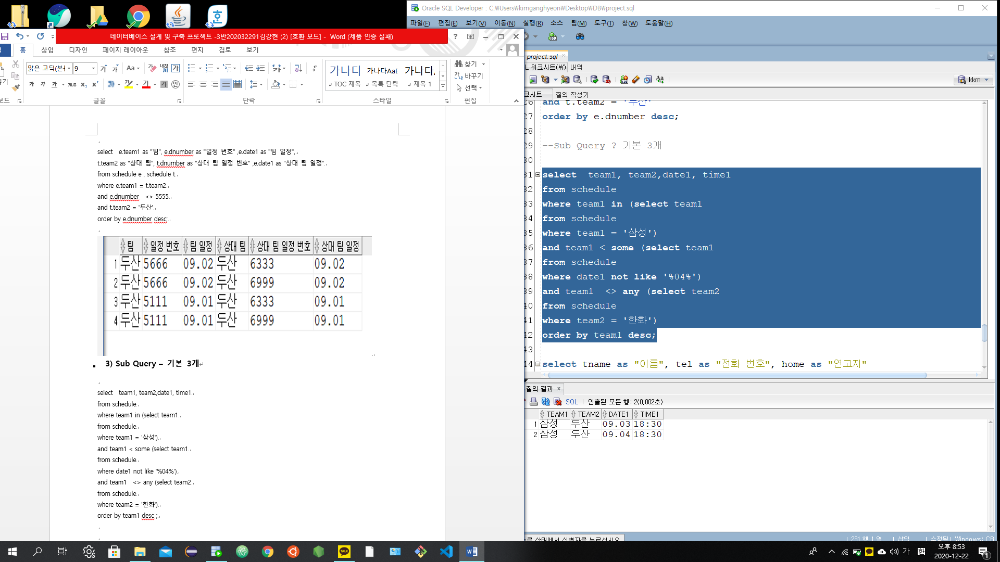 Oracle SQL Developer : C:₩Users₩kimganghyeon₩Desktop₩DB₩project.sql
파일(F) 편집(E) 보기(V) 이동(N) 실행(R) 소스 팀(M) 도구(T) 창(W) 도움말(H)
데이터베이스 설계 및 구축 프로젝트 -3반202032291김강현 (2) [호환 모드] - Word (제품 인증 실패)
홈 삽입 디자인 페이지 레이아웃 참조 편지 검토 보기
맑은 고딕(본 9
가나디 가나다Aa 가나다
TOC 제목 목록 단락 제목 1
찾기
바꾸기
선택
글꼴 단락 스타일 편집
select e.team1 as "팀", e.dnumber as "일정 번호" ,e.date1 as "팀 일정",
t.team2 as "상대 팀", t.dnumber as "상대 팀 일정 번호" ,e.date1 as "상대 팀 일정"
from schedule e , schedule t
where e.team1 = t.team2
and e.dnumber <> 5555
and t.team2 = '두산'
order by e.dnumber desc;
팀 일정 번호 팀 일정 상대 팀 상대 팀 일정 번호 상대 팀 일정
1 두산 5666 09.02 두산 6333 09.02
2 두산 5666 09.02 두산 6999 09.02
3 두산 5111 09.01 두산 6333 09.01
4 두산 5111 09.01 두산 6999 09.01
3) Sub Query – 기본 3개
select team1, team2,date1, time1
from schedule
where team1 in (select team1
from schedule
where team1 = '삼성')
and team1 < some (select team1
from schedule
where date1 not like '%04%')
and team1 <> any (select team2
from schedule
where team2 = '한화')
order by team1 desc ;
project.sql
워크시트(W) 내역
kkm
질의 작성기
and t.team2 = '두산'
27 order by e.dnumber desc;
28
29 --Sub Query ? 기본 3개
30
31 select team1, team2,date1, time1
32 from schedule
33 where team1 in (select team1
34 from schedule
35 where team1 = '삼성')
36 and team1 < some (select team1
37 from schedule
38 where date1 not like '%04%')
39 and team1 <> any (select team2
40 from schedule
41 where team2 = '한화')
42 order by team1 desc;
43
44 select tname as "이름", tel as "전화 번호", home as "연고지"
질의 결과 x
SQL 인출된 모든 행: 2(0,002초)
TEAM1 TEAM2 DATE1 TIME1
1 삼성 두산 09.03 18:30
2 삼성 두산 09.04 18:30
231 행 1 열 삽입 수정됨 Windows: CR
TALK
가 한
오후 8:53
2020-12-22
1